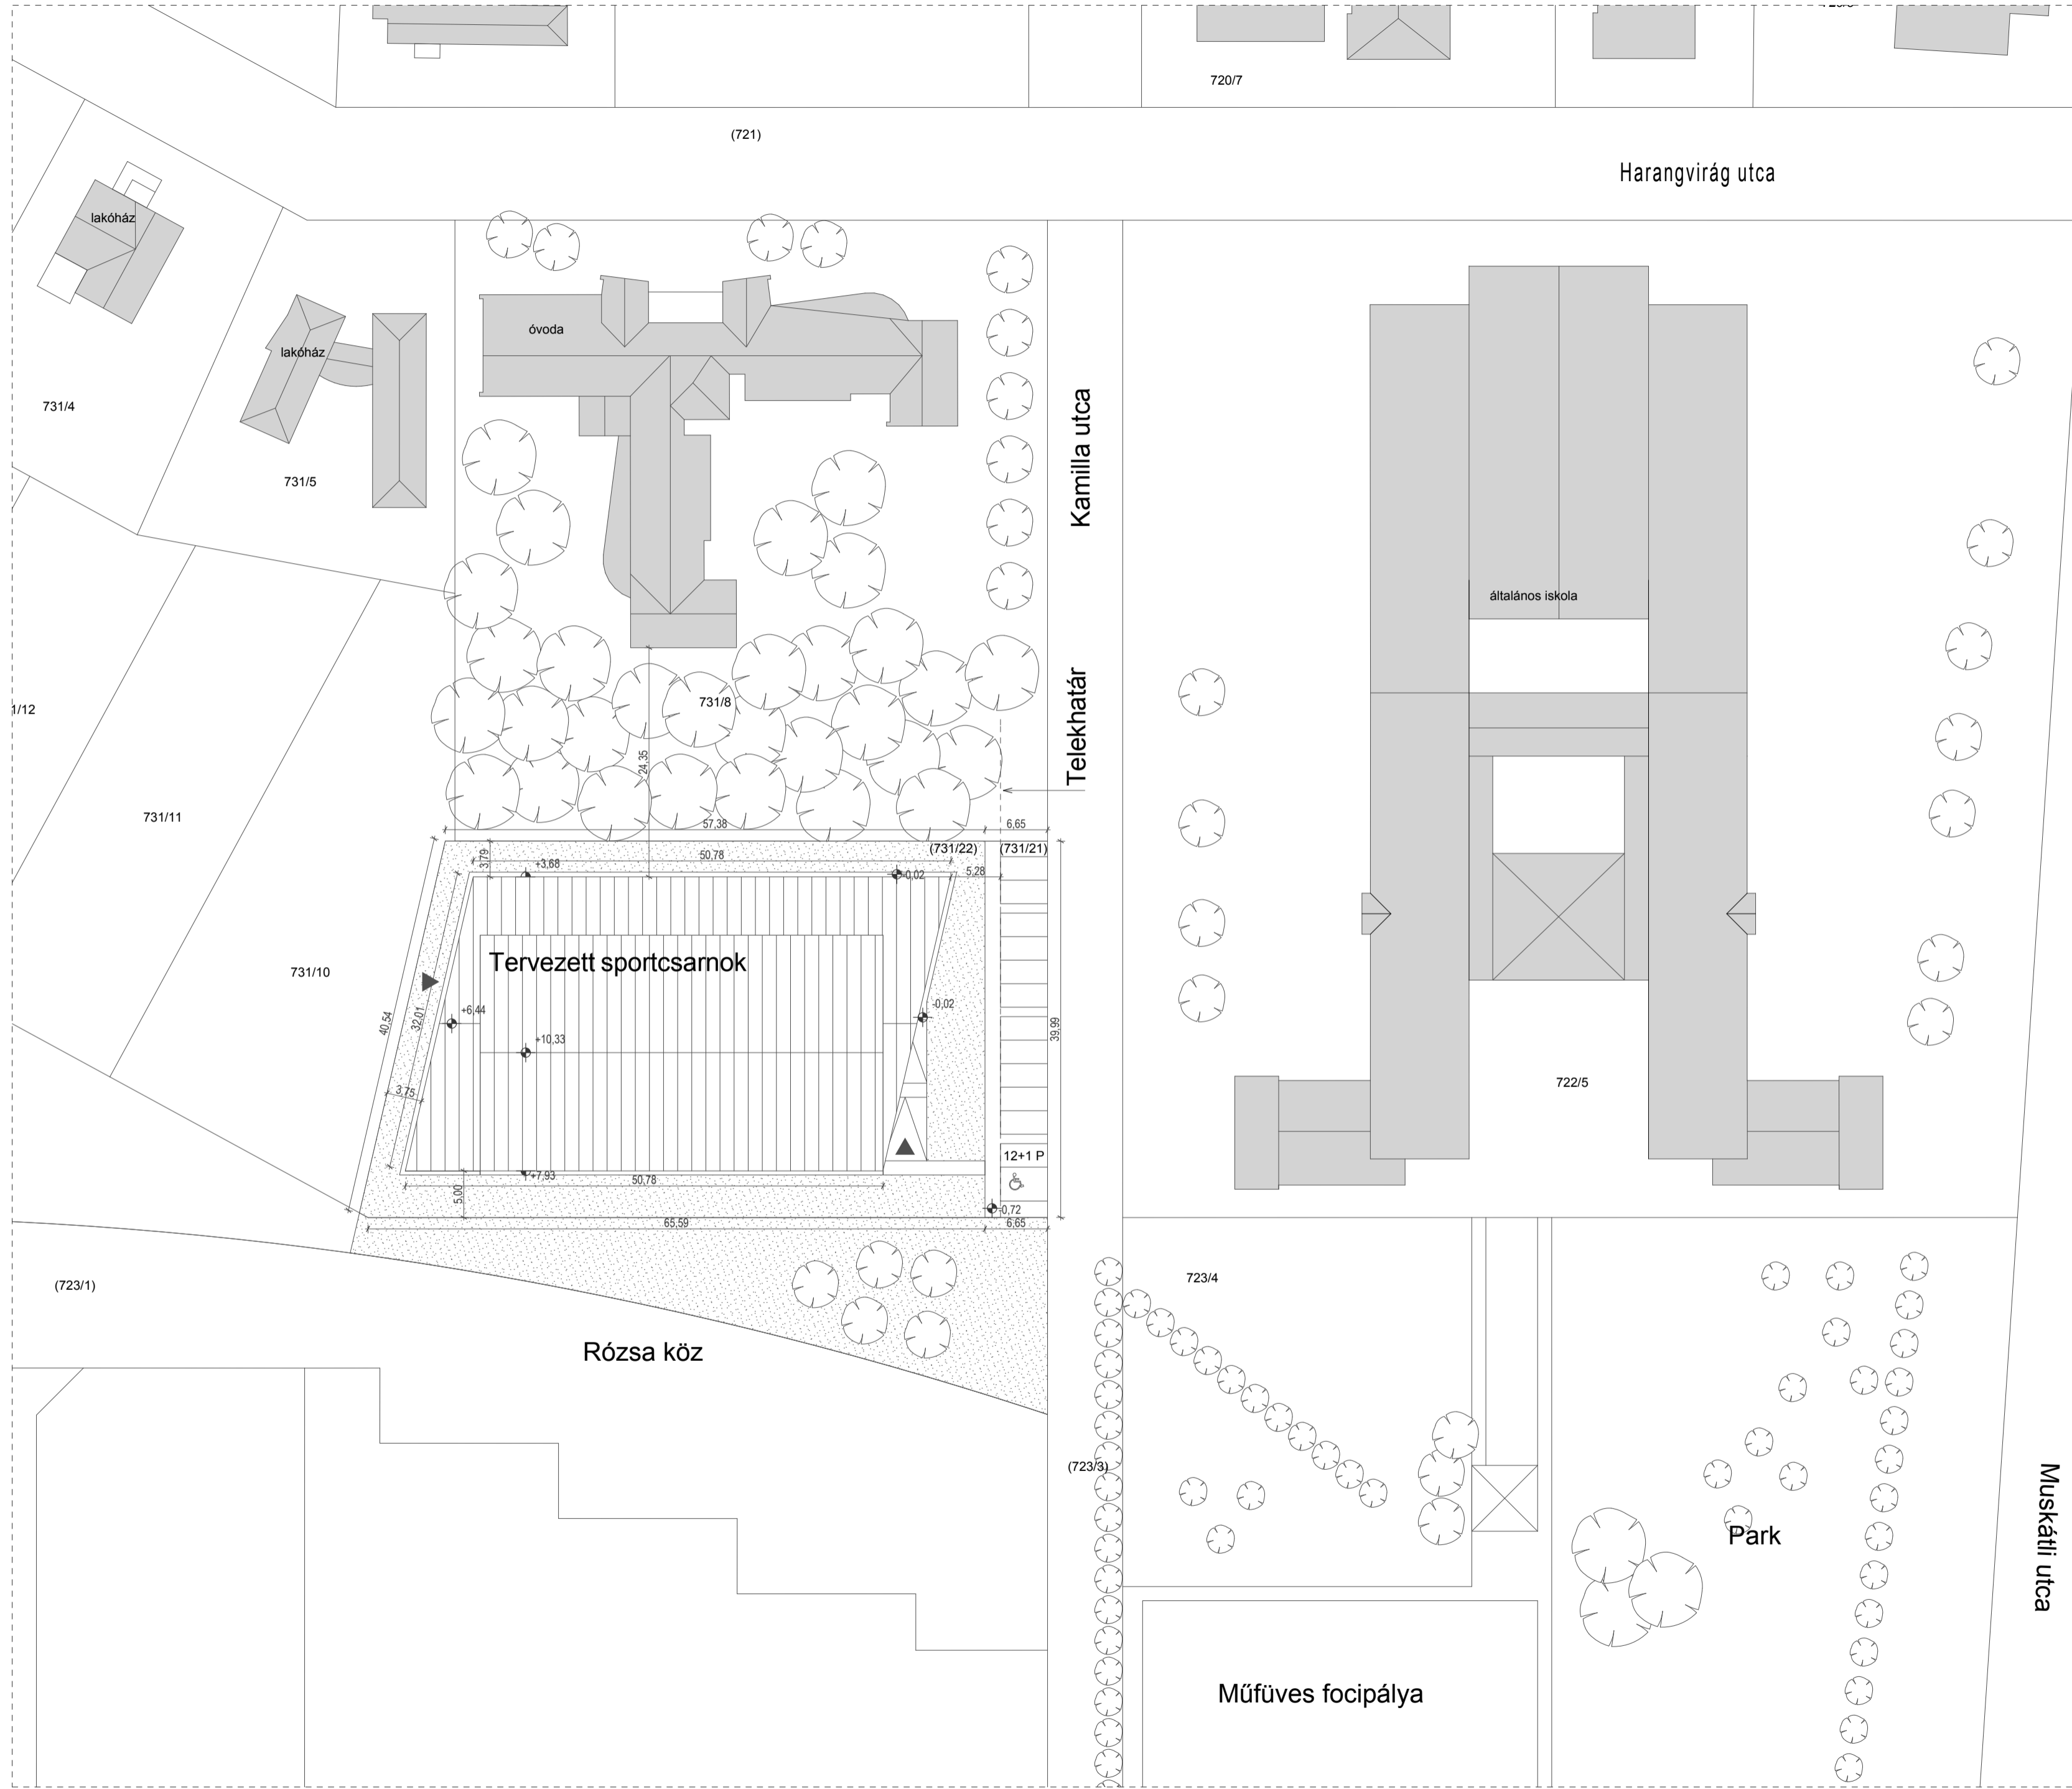 720/7
(721)
Harangvirág utca
lakóház
óvoda
lakóház
731/4
731/5
Kamilla utca
általános iskola
Telekhatár
731/8
1/12
24,35
731/11
57,38
6,65
3,79
50,78
(731/22)
(731/21)
+3,68
-0,02
5,28
Tervezett sportcsarnok
731/10
+6,44
-0,02
40,54
32,01
+10,33
39,99
3,75
722/5
12+1 P
+7,93
50,78
5,00
-0,72
65,59
6,65
(723/1)
723/4
Rózsa köz
(723/3)
Park
Muskátli utca
Műfüves focipálya